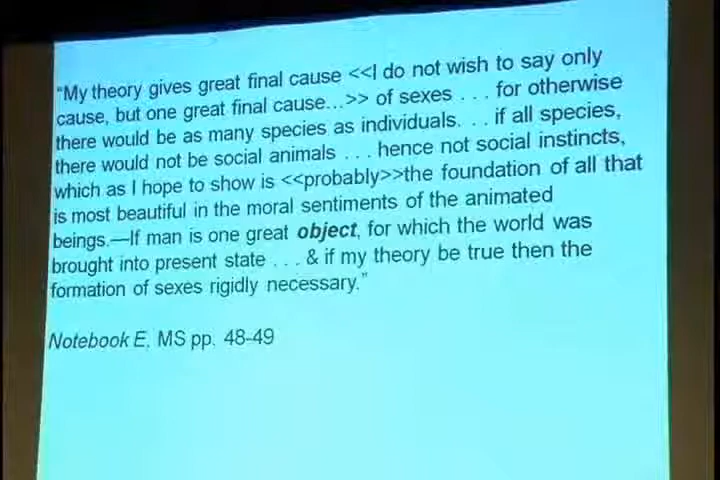 “My theory gives great final cause <<I do not wish to say only
cause, but one great final cause...>> of sexes . . . for otherwise
there would be as many species as individuals. . . if all species,
there would not be social animals . . . hence not social instincts,
which as I hope to show is <<probably>>the foundation of all that
is most beautiful in the moral sentiments of the animated
beings.—If man is one great object, for which the world was
brought into present state . . . & if my theory be true then the
formation of sexes rigidly necessary.”
Notebook E, MS pp. 48-49